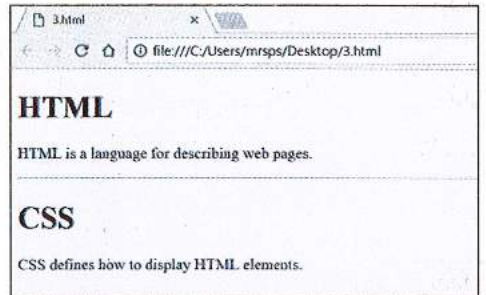 3.html
file:///C:/Users/mrsps/Desktop/3.html
HTML
HTML is a language for describing web pages.
CSS
CSS defines how to display HTML elements.